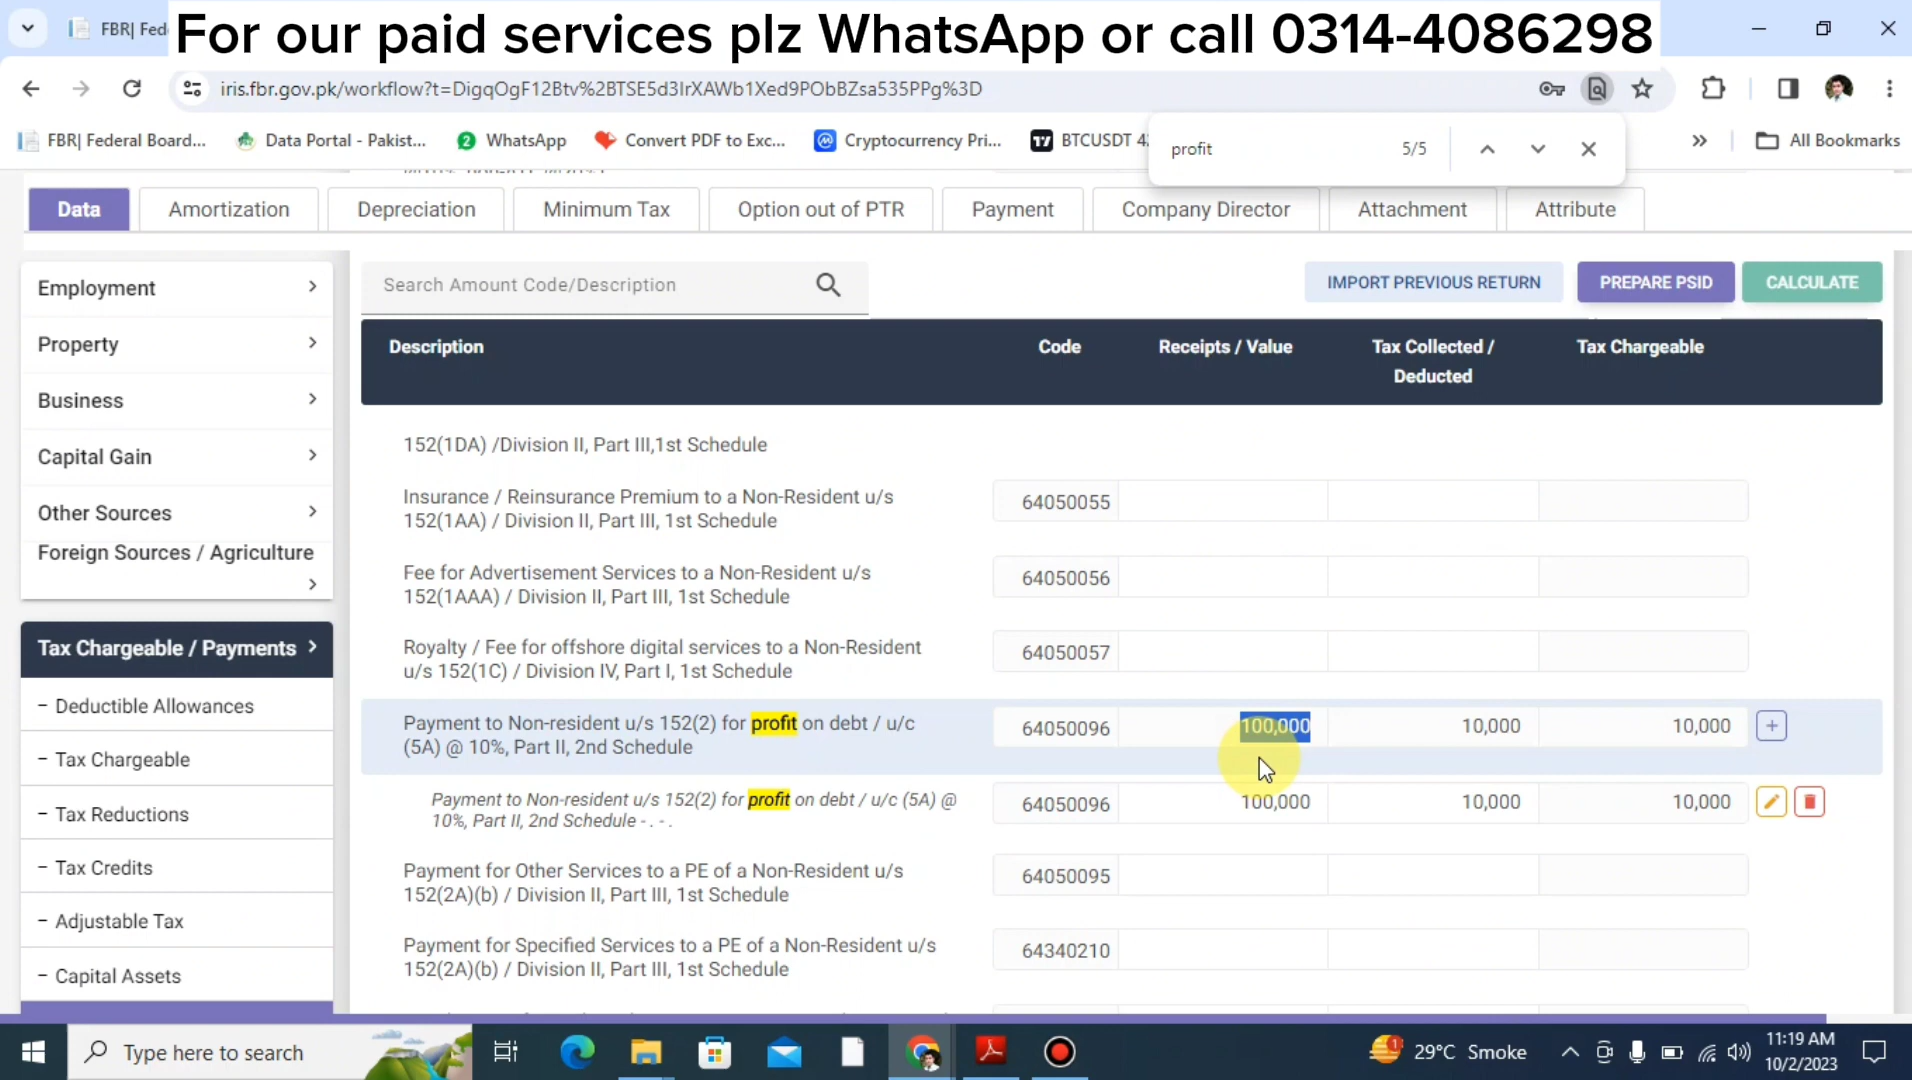 FBR| Fed
For our paid services plz WhatsApp or call 0314-4086298
iris.fbr.gov.pk/workflow?t=DigqOgF12Btv%2BTSE5d3IrXAWb1Xed9PObBZsa535PPg%3D
FBR| Federal Board...
Data Portal - Pakist...
WhatsApp
Convert PDF to Exc...
Cryptocurrency Pri...
BTCUSDT 4
All Bookmarks
profit 5/5
Data Amortization Depreciation Minimum Tax Option out of PTR Payment Company Director Attachment Attribute
Employment
Property
Business
Capital Gain
Other Sources
Foreign Sources / Agriculture
Tax Chargeable / Payments
- Deductible Allowances
- Tax Chargeable
- Tax Reductions
- Tax Credits
- Adjustable Tax
- Capital Assets
Search Amount Code/Description
IMPORT PREVIOUS RETURN PREPARE PSID CALCULATE
Description Code Receipts / Value Tax Collected / Tax Chargeable
Deducted
152(1DA) /Division II, Part III,1st Schedule
Insurance / Reinsurance Premium to a Non-Resident u/s 64050055
152(1AA) / Division II, Part III, 1st Schedule
Fee for Advertisement Services to a Non-Resident u/s 64050056
152(1AAA) / Division II, Part III, 1st Schedule
Royalty / Fee for offshore digital services to a Non-Resident 64050057
u/s 152(1C) / Division IV, Part I, 1st Schedule
Payment to Non-resident u/s 152(2) for profit on debt / u/c 64050096 100,000 10,000 10,000 +
(5A) @ 10%, Part II, 2nd Schedule
Payment to Non-resident u/s 152(2) for profit on debt / u/c (5A) @ 64050096 100,000 10,000 10,000
10%, Part II, 2nd Schedule - . - .
Payment for Other Services to a PE of a Non-Resident u/s 64050095
152(2A)(b) / Division II, Part III, 1st Schedule
Payment for Specified Services to a PE of a Non-Resident u/s 64340210
152(2A)(b) / Division II, Part III, 1st Schedule
Type here to search
29°C Smoke
11:19 AM
10/2/2023